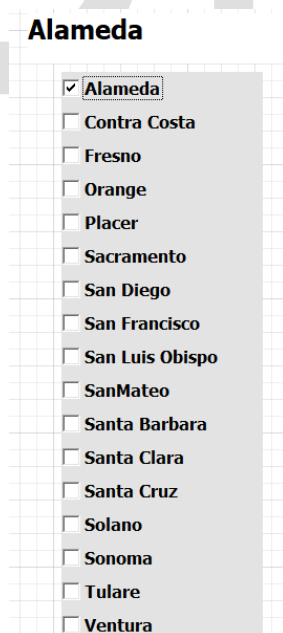 Alameda
Alameda
Contra Costa
Fresno
Orange
Placer
Sacramento
San Diego
San Francisco
San Luis Obispo
SanMateo
Santa Barbara
Santa Clara
Santa Cruz
Solano
Sonoma
Tulare
Ventura